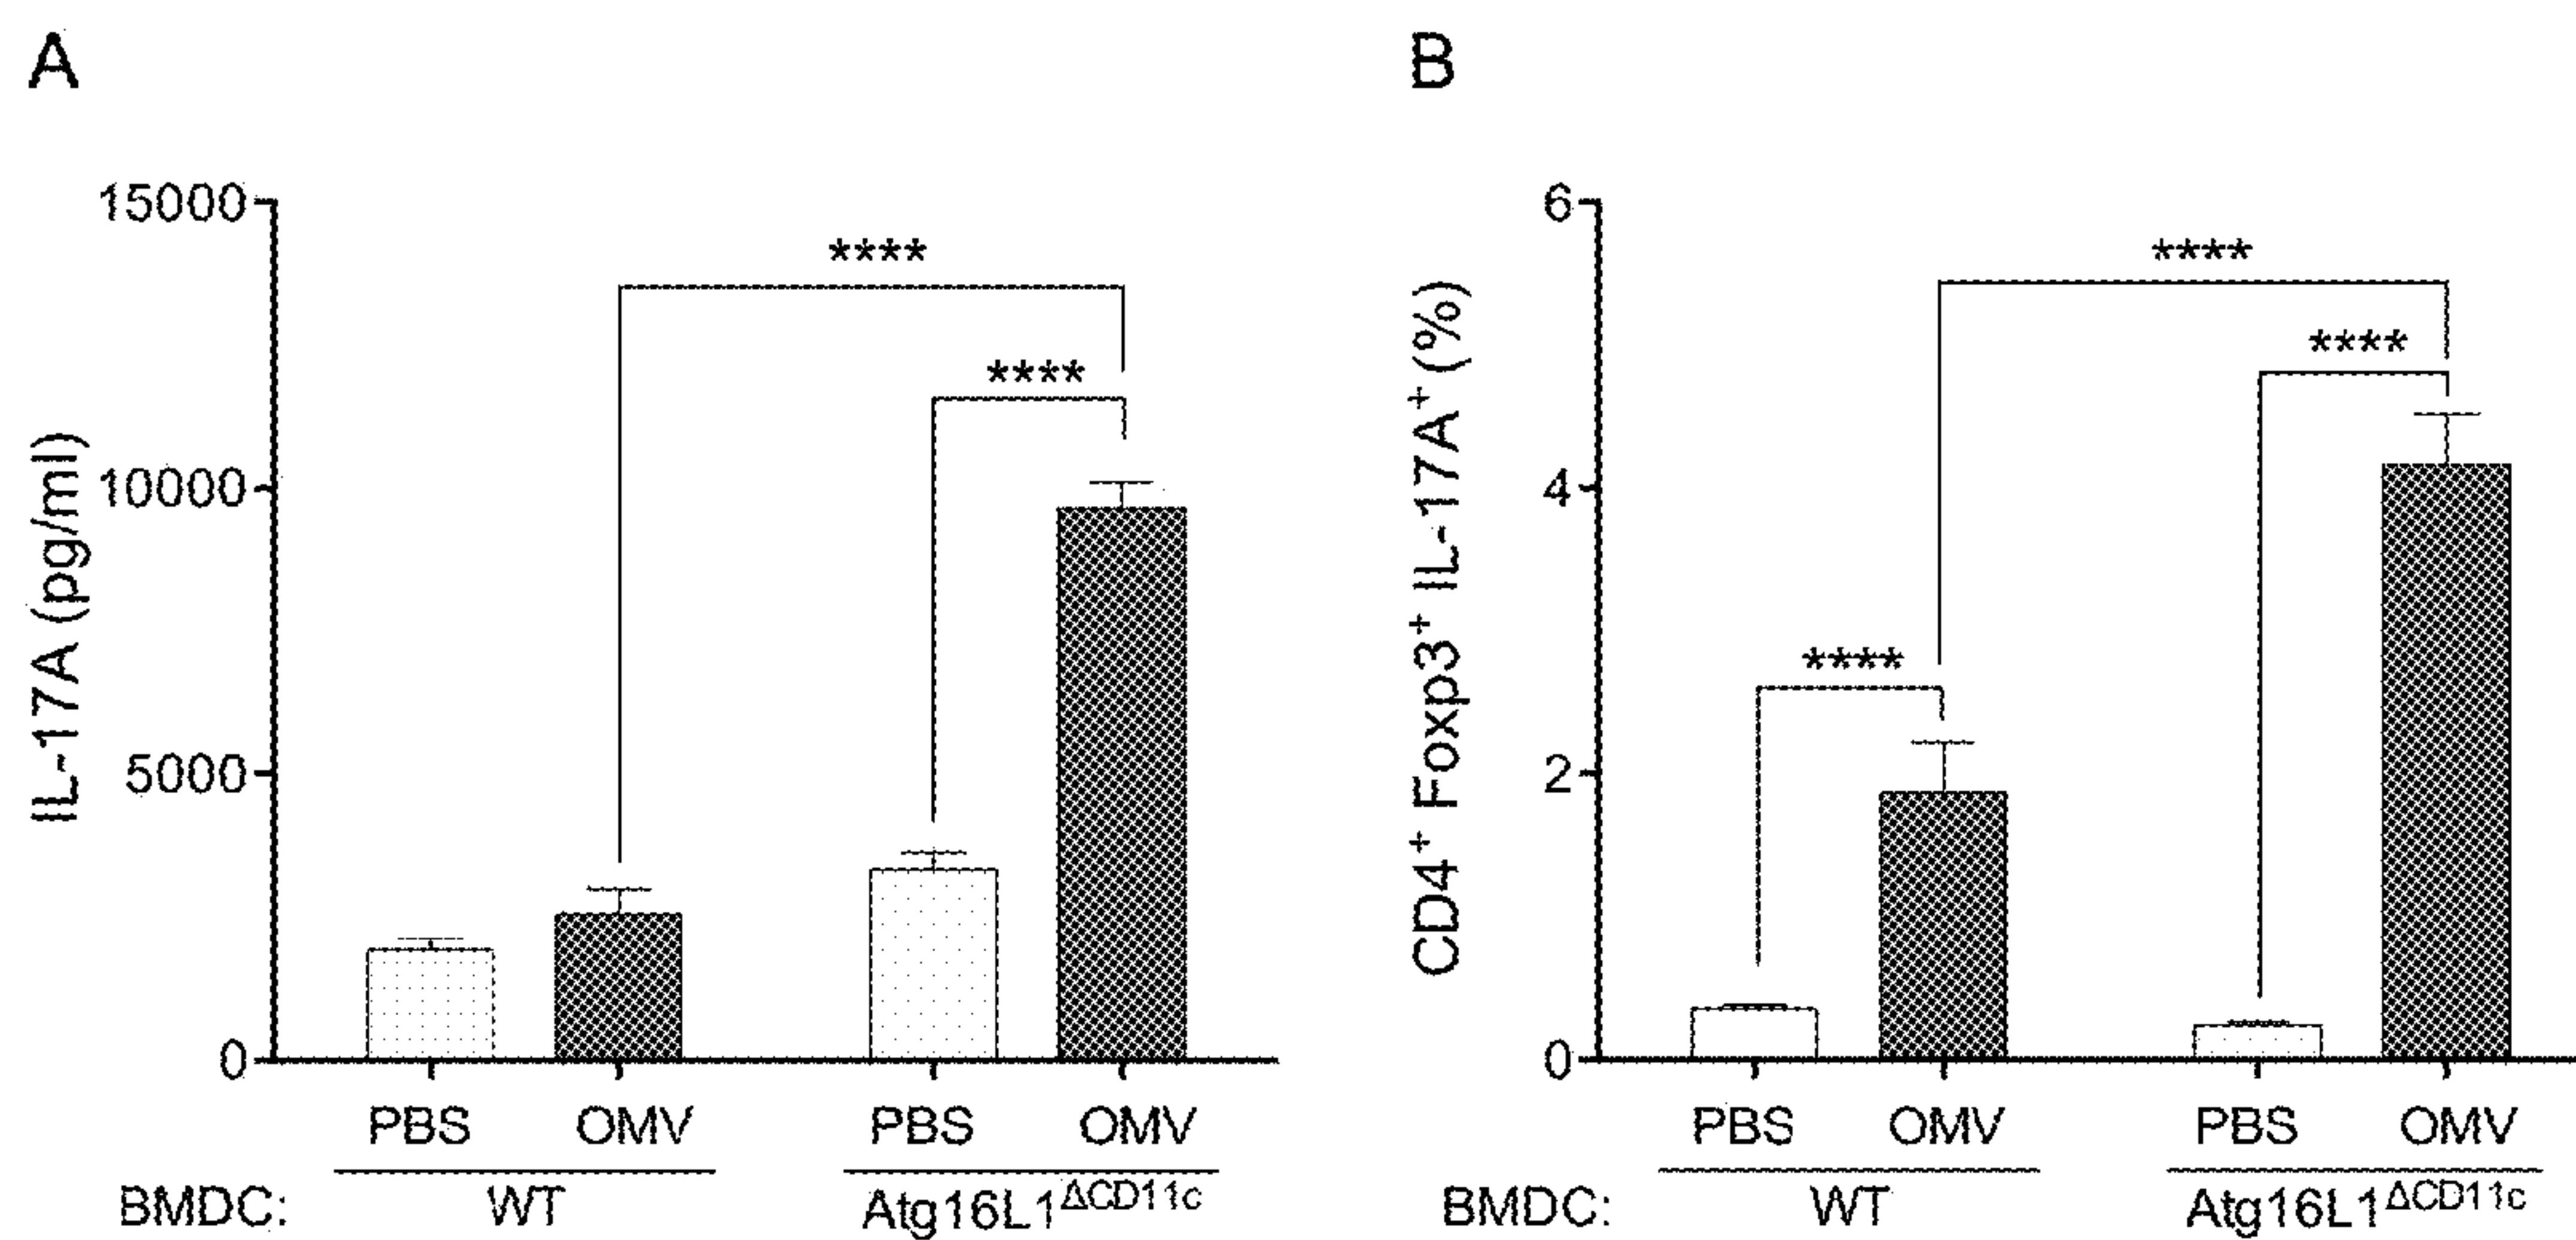 A
IL-17A (pg/ml)
15000
10000
5000
0
****
****
PBS OMV PBS OMV
BMDC: WT Atg16L1ΔCD11c
B
CD4+ Foxp3+ IL-17A+ (%)
6
4
2
0
****
****
****
PBS OMV PBS OMV
BMDC: WT Atg16L1ΔCD11c